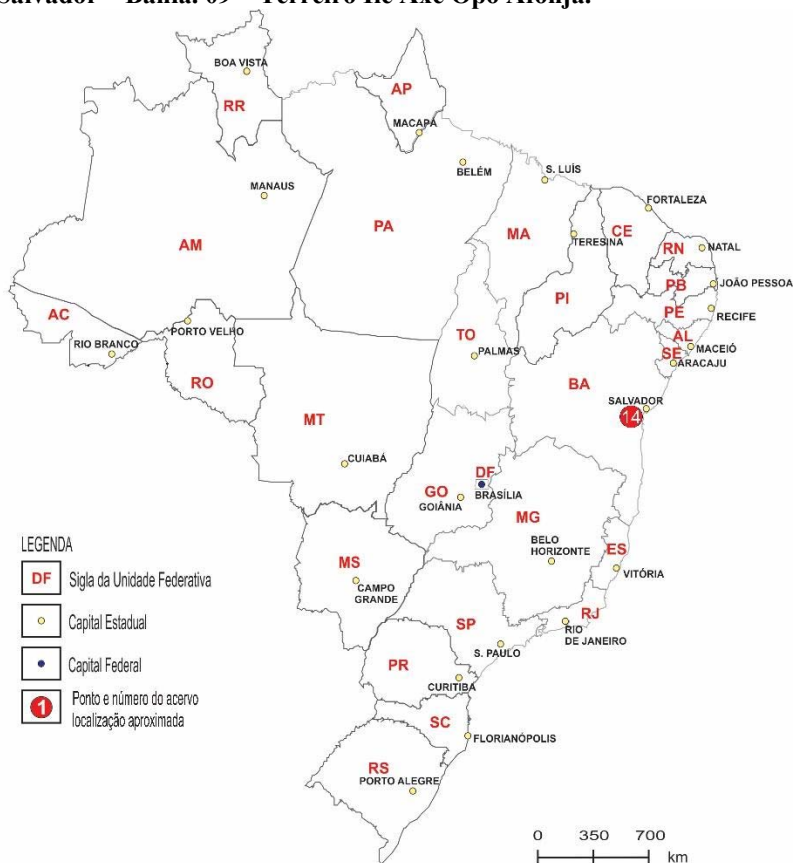 Salvador – Bahia. 09 – Terreiro Ilê Axé Opô Afonjá.
BOA VISTA
RR
AP
MACAPÁ
BELÉM
S. LUÍS
MANAUS
FORTALEZA
AM
PA
MA
TERESINA
CE
RN
NATAL
PB
JOÃO PESSOA
PI
PE
RECIFE
AC
PORTO VELHO
RIO BRANCO
TO
PALMAS
AL
MACEIÓ
SE
ARACAJU
RO
BA
SALVADOR
14
MT
CUIABÁ
DF
BRASÍLIA
GO
GOIÂNIA
MG
BELO
HORIZONTE
ES
VITÓRIA
MS
CAMPO
GRANDE
RJ
RIO
DE JANEIRO
SP
S. PAULO
PR
CURITIBA
SC
FLORIANÓPOLIS
RS
PORTO ALEGRE
LEGENDA
DF Sigla da Unidade Federativa
Capital Estadual
Capital Federal
1 Ponto e número do acervo
localização aproximada
0 350 700
km